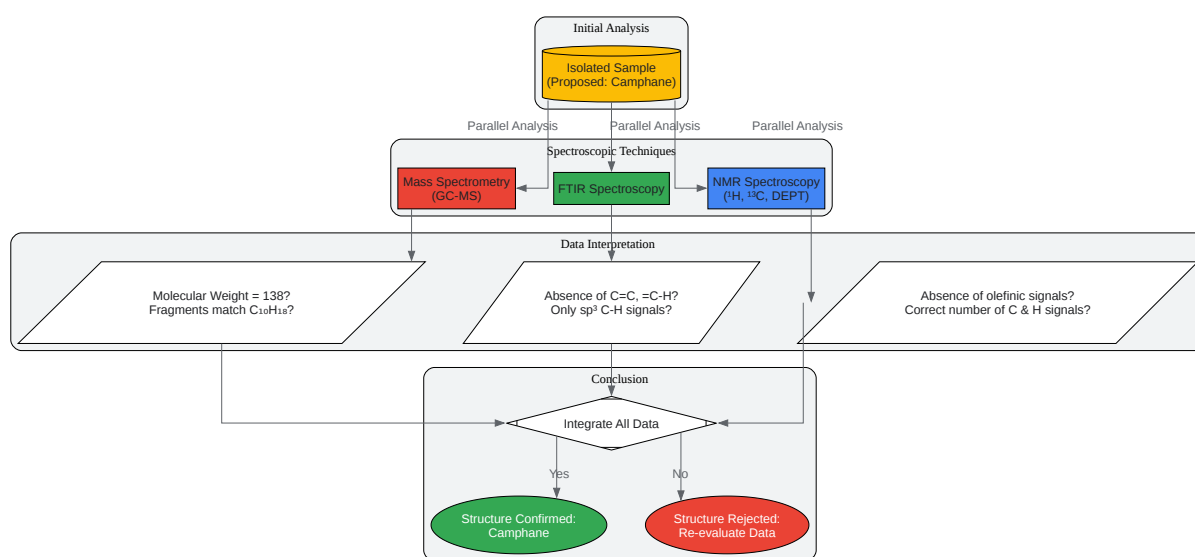 Initial Analysis
Isolated Sample
(Proposed: Camphane)
Parallel Analysis
Parallel Analysis
Parallel Analysis
Spectroscopic Techniques
Mass Spectrometry
(GC-MS)
FTIR Spectroscopy
NMR Spectroscopy
(¹H, ¹³C, DEPT)
Data Interpretation
Molecular Weight = 138?
Fragments match C₁₀H₁₈?
Absence of C=C, =C-H?
Only sp³ C-H signals?
Absence of olefinic signals?
Correct number of C & H signals?
Conclusion
Integrate All Data
Yes
No
Structure Confirmed:
Camphane
Structure Rejected:
Re-evaluate Data